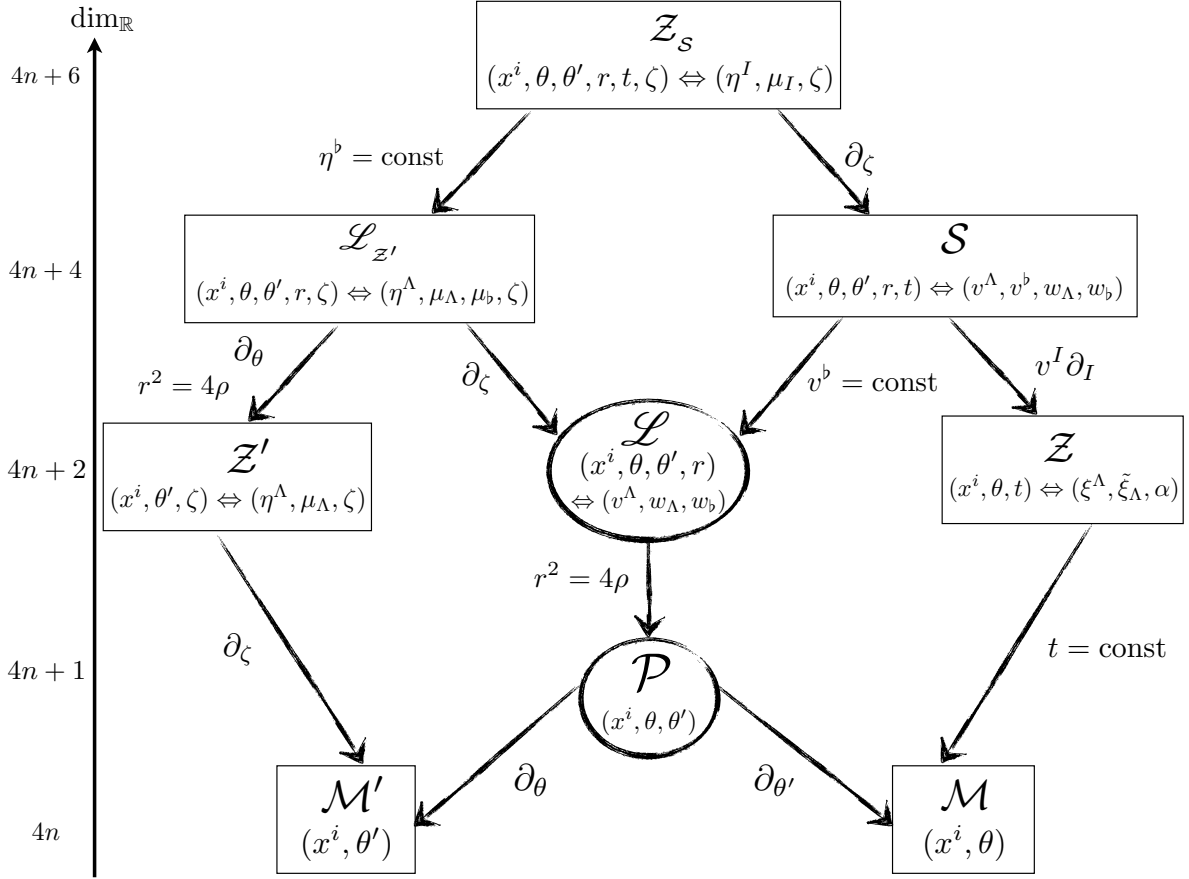 dim_ℝ
4n + 6
𝒵_𝒮
(x^i, θ, θ′, r, t, ζ) ⇔ (η^I, μ_I, ζ)
η^♭ = const
∂_ζ
4n + 4
ℒ_𝒵′
(x^i, θ, θ′, r, ζ) ⇔ (η^Λ, μ_Λ, μ_♭, ζ)
𝒮
(x^i, θ, θ′, r, t) ⇔ (v^Λ, v^♭, w_Λ, w_♭)
∂_θ
r^2 = 4ρ
∂_ζ
v^♭ = const
v^I ∂_I
4n + 2
𝒵′
(x^i, θ′, ζ) ⇔ (η^Λ, μ_Λ, ζ)
ℒ
(x^i, θ, θ′, r)
⇔ (v^Λ, w_Λ, w_♭)
𝒵
(x^i, θ, t) ⇔ (ξ^Λ, ξ̃_Λ, α)
r^2 = 4ρ
∂_ζ
t = const
4n + 1
𝒫
(x^i, θ, θ′)
∂_θ
∂_θ′
4n
ℳ′
(x^i, θ′)
ℳ
(x^i, θ)